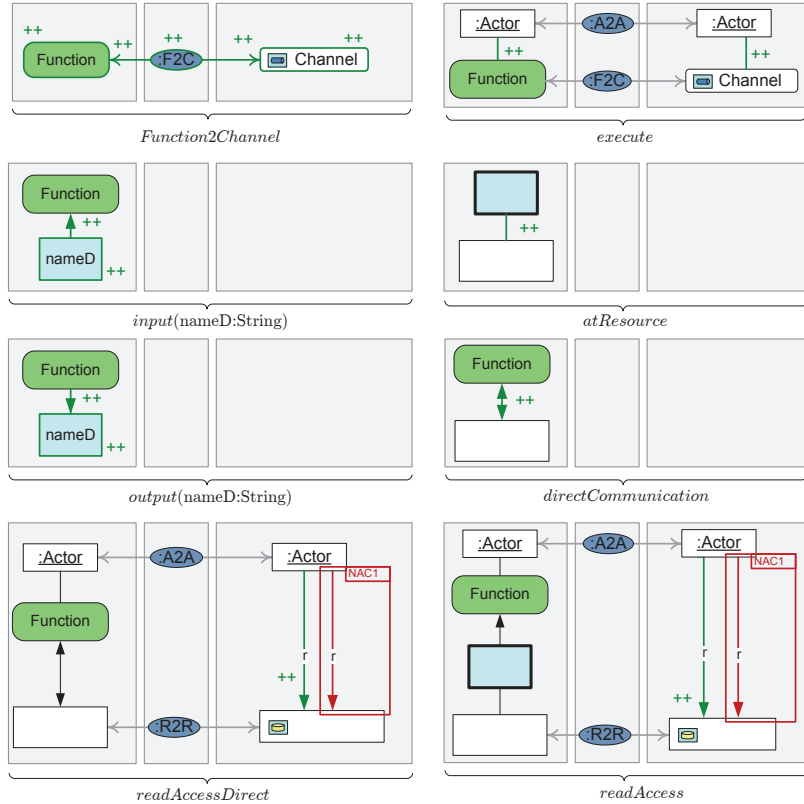 ++ ++ ++ ++ ++
Function :F2C Channel
Function2Channel
:Actor :A2A :Actor
++ ++
Function :F2C Channel
execute
Function
++
nameD ++
input(nameD:String)
++
atResource
Function
++
nameD ++
output(nameD:String)
Function
++
directCommunication
:Actor :A2A :Actor
NAC1
Function
r r
++
:R2R
readAccessDirect
:Actor :A2A :Actor
NAC1
Function
r r
++
:R2R
readAccess